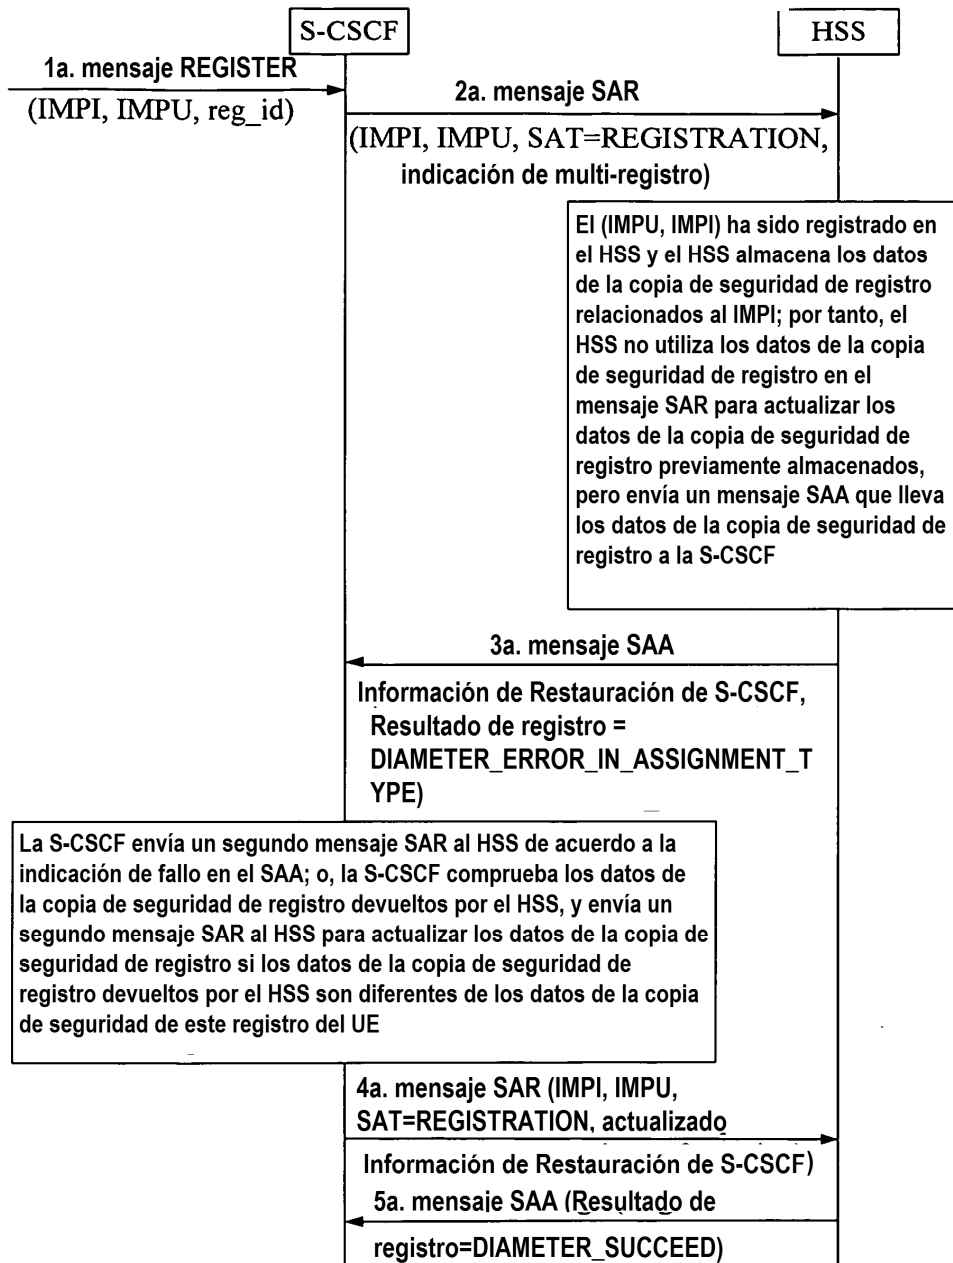 S-CSCF
HSS
1a. mensaje REGISTER
(IMPI, IMPU, reg_id)
2a. mensaje SAR
(IMPI, IMPU, SAT=REGISTRATION,
indicación de multi-registro)
El (IMPU, IMPI) ha sido registrado en
el HSS y el HSS almacena los datos
de la copia de seguridad de registro
relacionados al IMPI; por tanto, el
HSS no utiliza los datos de la copia
de seguridad de registro en el
mensaje SAR para actualizar los
datos de la copia de seguridad de
registro previamente almacenados,
pero envía un mensaje SAA que lleva
los datos de la copia de seguridad de
registro a la S-CSCF
3a. mensaje SAA
Información de Restauración de S-CSCF,
Resultado de registro =
DIAMETER_ERROR_IN_ASSIGNMENT_T
YPE)
La S-CSCF envía un segundo mensaje SAR al HSS de acuerdo a la
indicación de fallo en el SAA; o, la S-CSCF comprueba los datos de
la copia de seguridad de registro devueltos por el HSS, y envía un
segundo mensaje SAR al HSS para actualizar los datos de la copia de
seguridad de registro si los datos de la copia de seguridad de
registro devueltos por el HSS son diferentes de los datos de la copia
de seguridad de este registro del UE
4a. mensaje SAR (IMPI, IMPU,
SAT=REGISTRATION, actualizado
Información de Restauración de S-CSCF)
5a. mensaje SAA (Resultado de
registro=DIAMETER_SUCCEED)